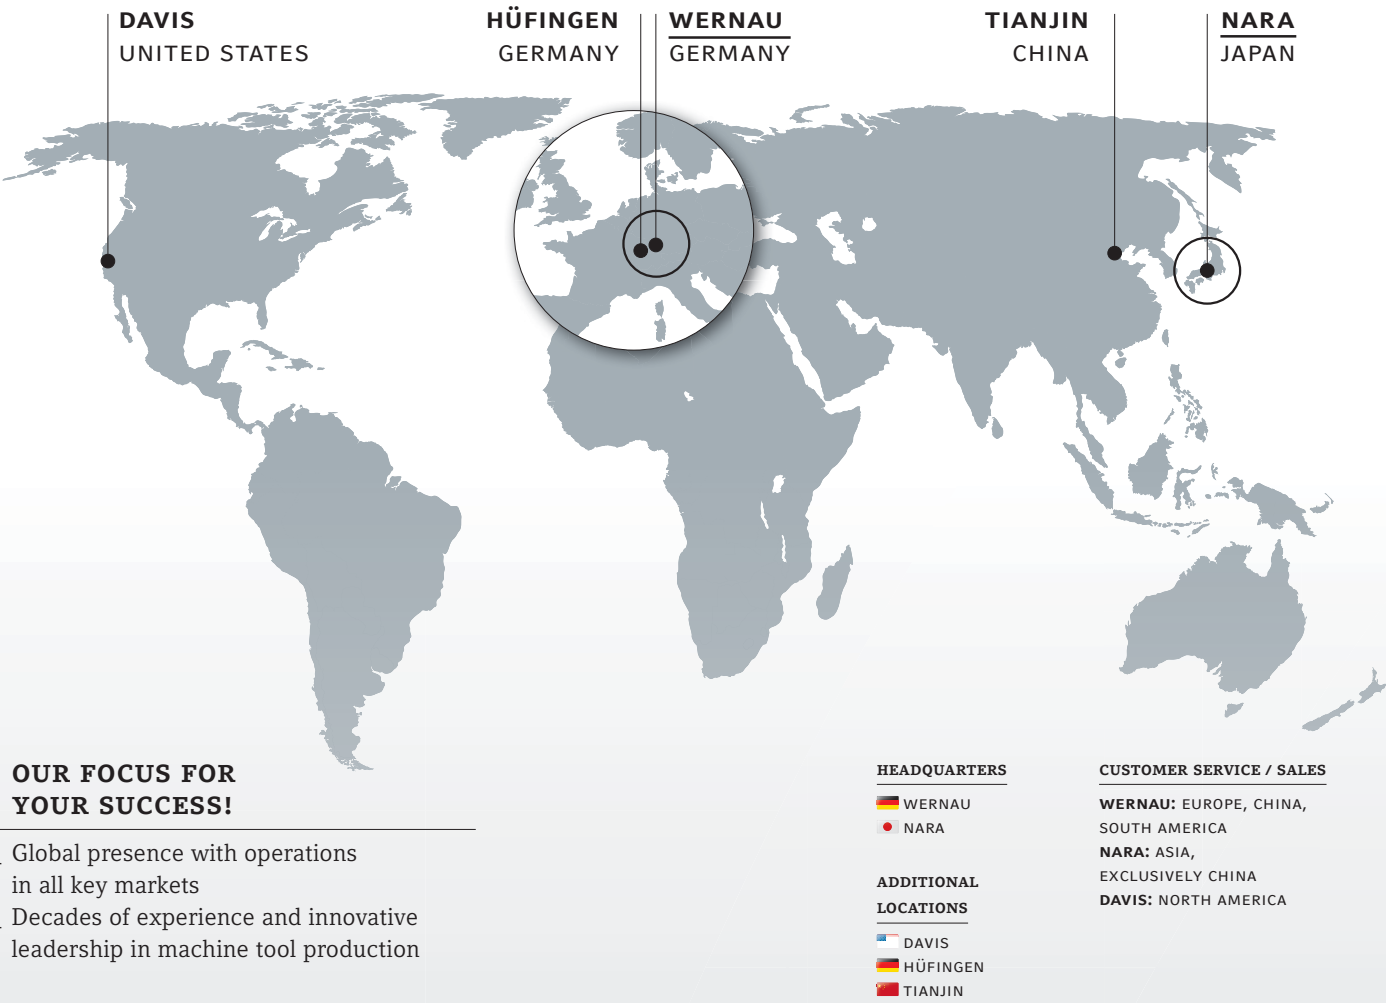 DAVIS
UNITED STATES
HÜFINGEN
GERMANY
WERNAU
GERMANY
TIANJIN
CHINA
NARA
JAPAN
OUR FOCUS FOR
YOUR SUCCESS!
Global presence with operations
in all key markets
Decades of experience and innovative
leadership in machine tool production
HEADQUARTERS
WERNAU
NARA
ADDITIONAL
LOCATIONS
DAVIS
HÜFINGEN
TIANJIN
CUSTOMER SERVICE / SALES
WERNAU: EUROPE, CHINA,
SOUTH AMERICA
NARA: ASIA,
EXCLUSIVELY CHINA
DAVIS: NORTH AMERICA